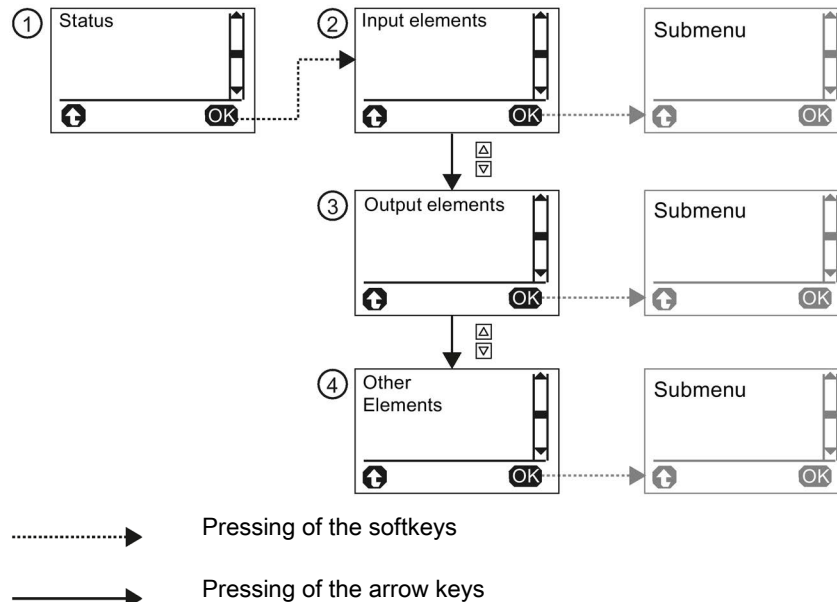 1 Status
OK
2 Input elements
OK
Submenu
OK
3 Output elements
OK
Submenu
OK
4 Other
Elements
OK
Submenu
OK
Pressing of the softkeys
Pressing of the arrow keys